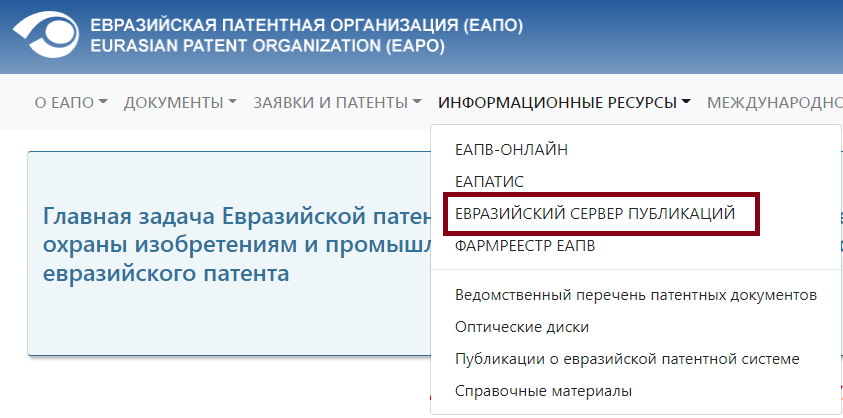 ЕВРАЗИЙСКАЯ ПАТЕНТНАЯ ОРГАНИЗАЦИЯ (ЕАПО)
EURASIAN PATENT ORGANIZATION (EAPO)
О ЕАПО ДОКУМЕНТЫ ЗАЯВКИ И ПАТЕНТЫ ИНФОРМАЦИОННЫЕ РЕСУРСЫ МЕЖДУНАРОДНО
ЕАПВ-ОНЛАЙН
ЕАПАТИС
ЕВРАЗИЙСКИЙ СЕРВЕР ПУБЛИКАЦИЙ
ФАРМРЕЕСТР ЕАПВ
Ведомственный перечень патентных документов
Оптические диски
Публикации о евразийской патентной системе
Справочные материалы
Главная задача Евразийской патен
охраны изобретениям и промышл
евразийского патента